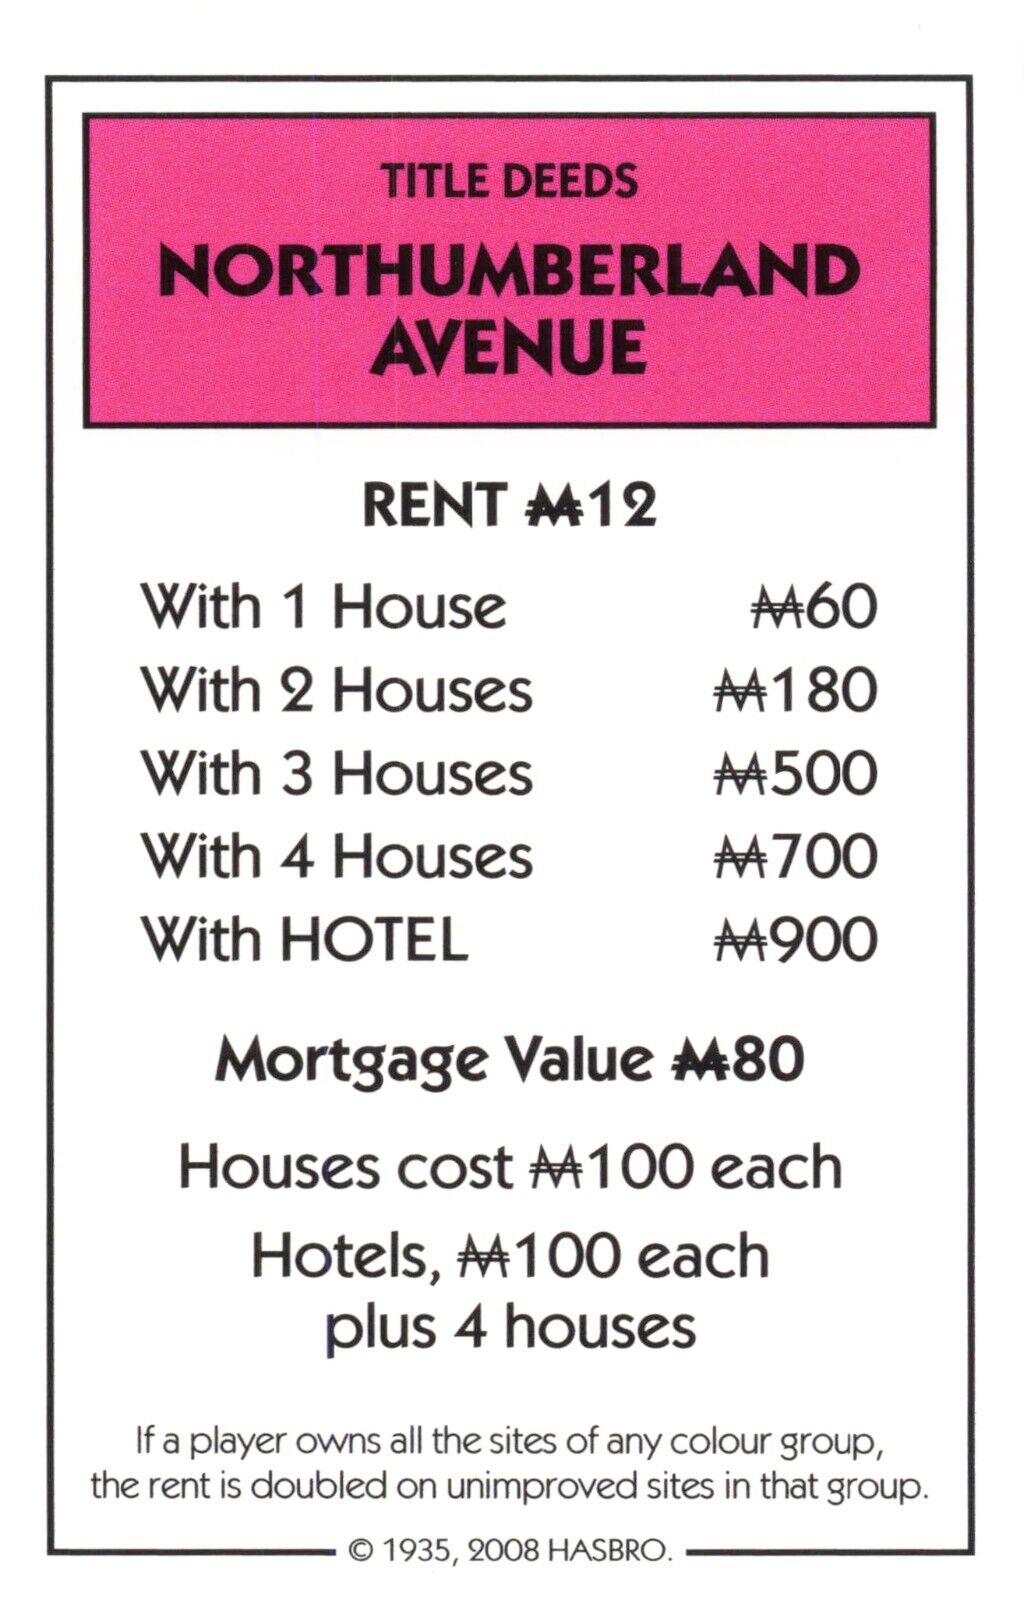 TITLE DEEDS
NORTHUMBERLAND
AVENUE
RENT ₩12
With 1 House ₩60
With 2 Houses ₩180
With 3 Houses ₩500
With 4 Houses ₩700
With HOTEL ₩900
Mortgage Value ₩80
Houses cost ₩100 each
Hotels, ₩100 each
plus 4 houses
If a player owns all the sites of any colour group,
the rent is doubled on unimproved sites in that group.
© 1935, 2008 HASBRO.